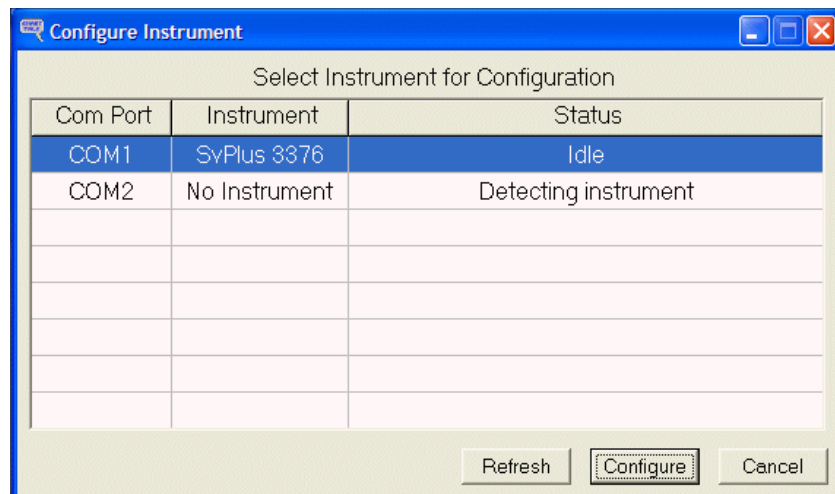 Configure Instrument
Select Instrument for Configuration
Com Port Instrument Status
COM1 SvPlus 3376 Idle
COM2 No Instrument Detecting instrument
Refresh Configure Cancel